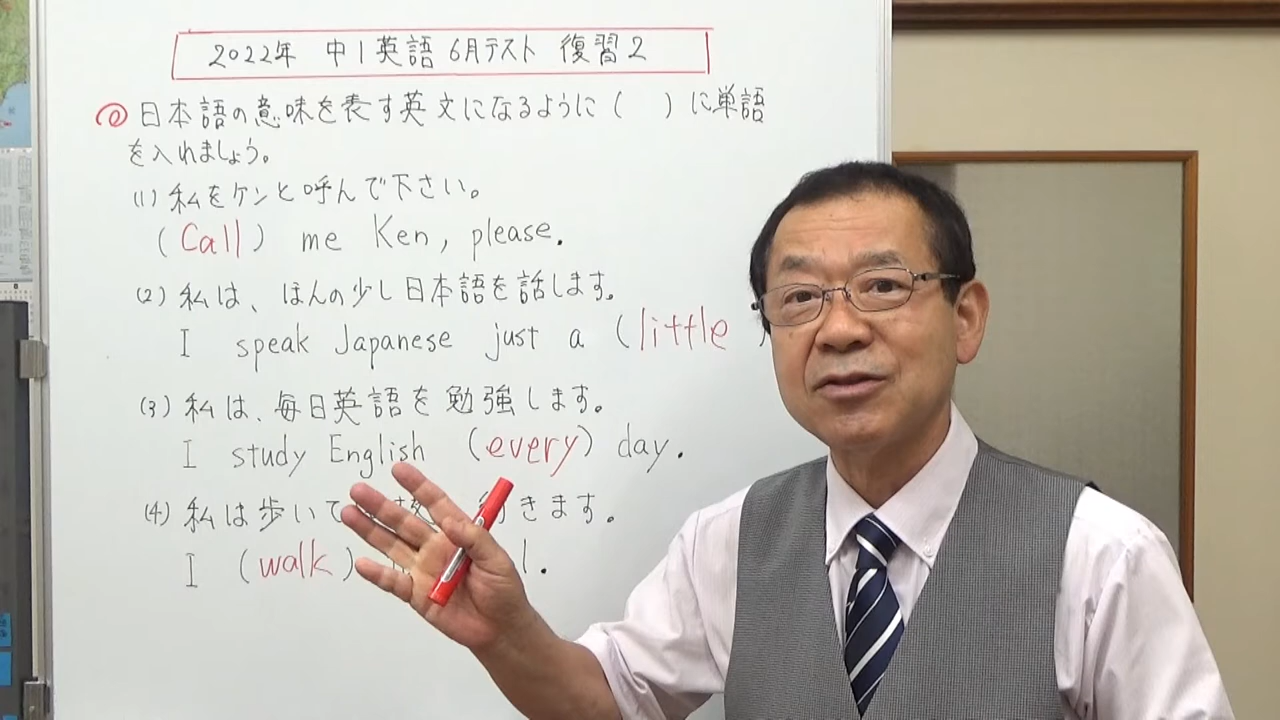 2022年 中1英語 6月テスト 復習2
◎日本語の意味を表す英文になるように( )に単語
を入れましょう。
(1) 私をケンと呼んで下さい。
(Call) me Ken, please.
(2) 私は、ほんの少し日本語を話します。
I speak Japanese just a (little
(3) 私は、毎日英語を勉強します。
I study English (every) day.
(4) 私は歩いて きます。
I (walk)